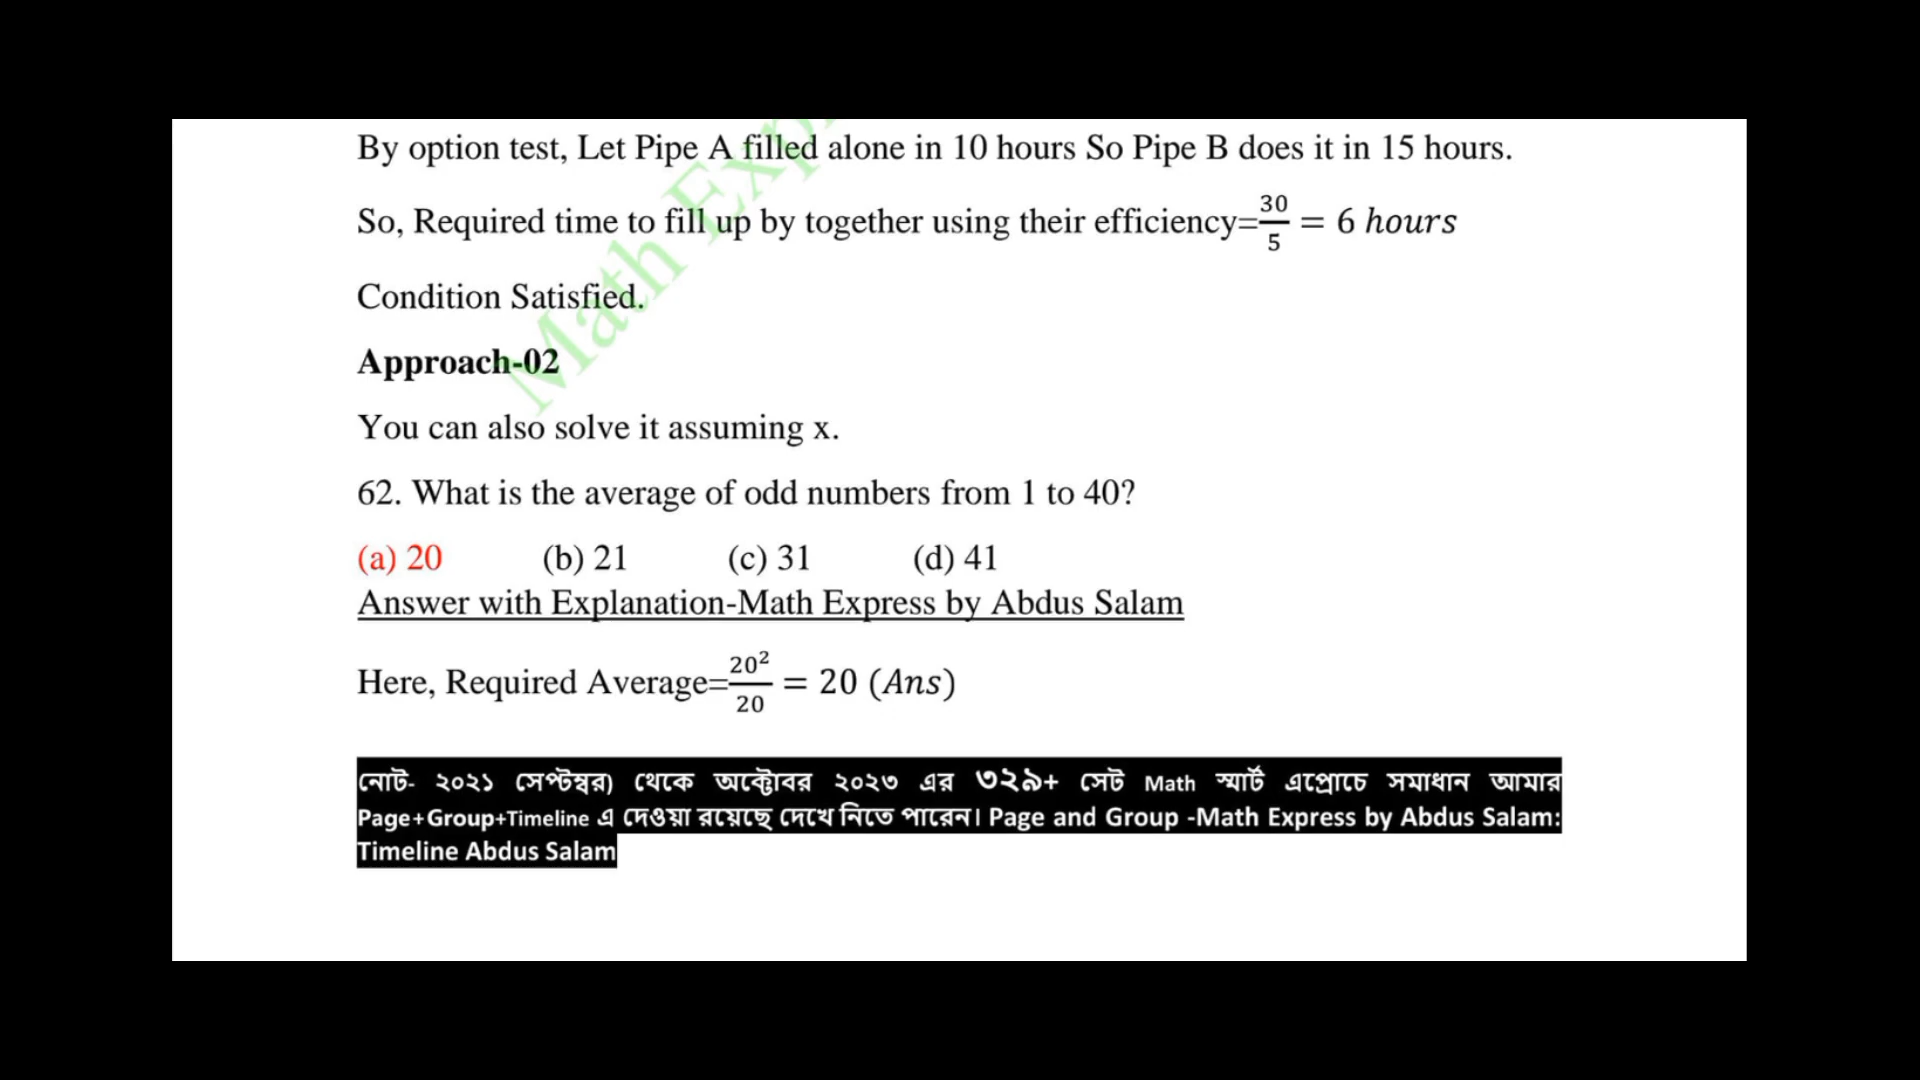 By option test, Let Pipe A filled alone in 10 hours So Pipe B does it in 15 hours.
So, Required time to fill up by together using their efficiency=30/5 = 6 hours
Condition Satisfied.
Approach-02
You can also solve it assuming x.
62. What is the average of odd numbers from 1 to 40?
(a) 20 (b) 21 (c) 31 (d) 41
Answer with Explanation-Math Express by Abdus Salam
Here, Required Average=20²/20 = 20 (Ans)
নোট- ২০২১ সেপ্টেম্বর) থেকে অক্টোবর ২০২৩ এর ৩২৯+ সেট Math স্মার্ট এপ্রোচে সমাধান আমার
Page+Group+Timeline এ দেওয়া রয়েছে দেখে নিতে পারেন। Page and Group -Math Express by Abdus Salam:
Timeline Abdus Salam
Math Exp